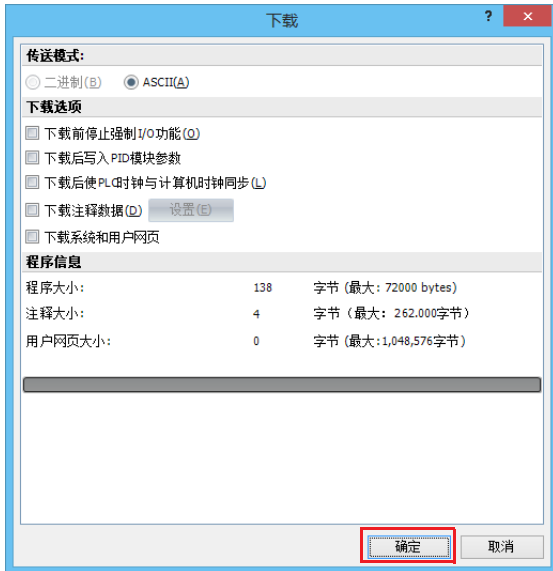 下载
?
×
传送模式:
二进制(B) ASCII(A)
下载选项
下载前停止强制I/O功能(O)
下载后写入PID模块参数
下载后使PLC时钟与计算机时钟同步(L)
下载注释数据(D) 设置(E)
下载系统和用户网页
程序信息
程序大小: 138 字节 (最大: 72000 bytes)
注释大小: 4 字节 (最大: 262.000字节)
用户网页大小: 0 字节 (最大:1,048,576字节)
确定 取消